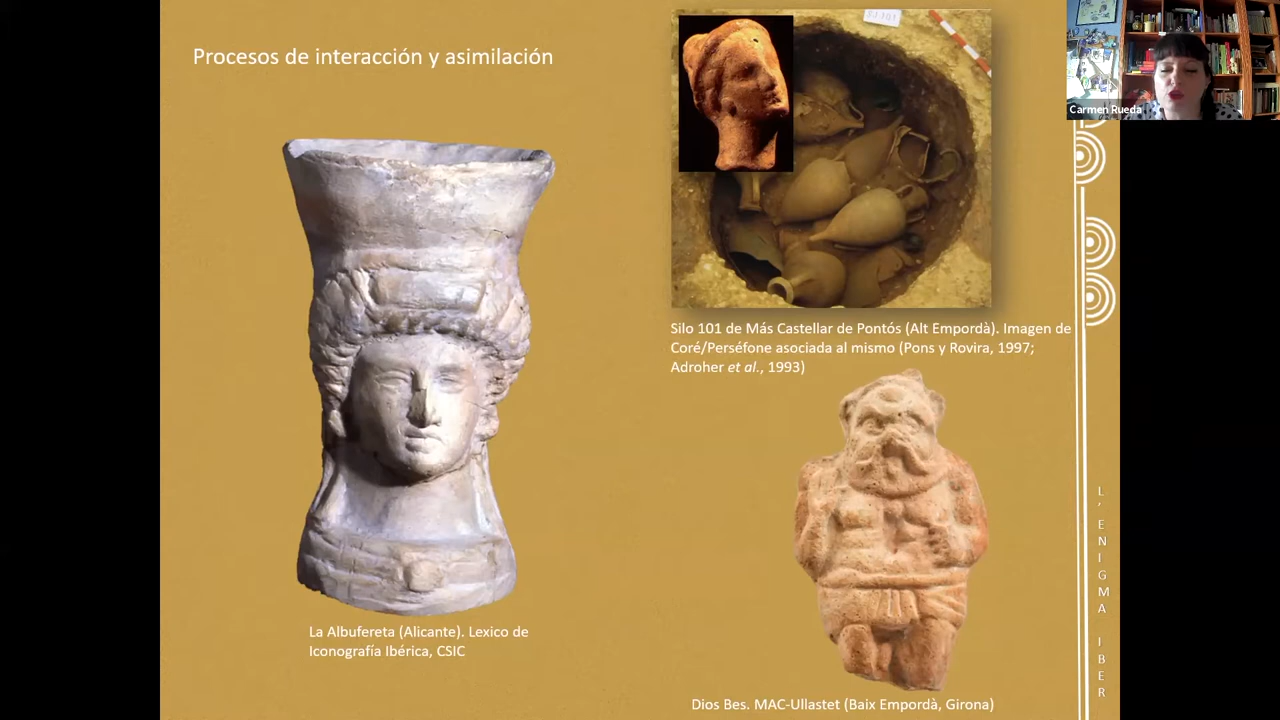 Procesos de interacción y asimilación
Carmen Rueda
Silo 101 de Más Castellar de Pontós (Alt Empordà). Imagen de
Coré/Perséfone asociada al mismo (Pons y Rovira, 1997;
Adroher et al., 1993)
La Albufereta (Alicante). Lexico de
Iconografía Ibérica, CSIC
Dios Bes. MAC-Ullastet (Baix Empordà, Girona)
L'ENIGMA IBER